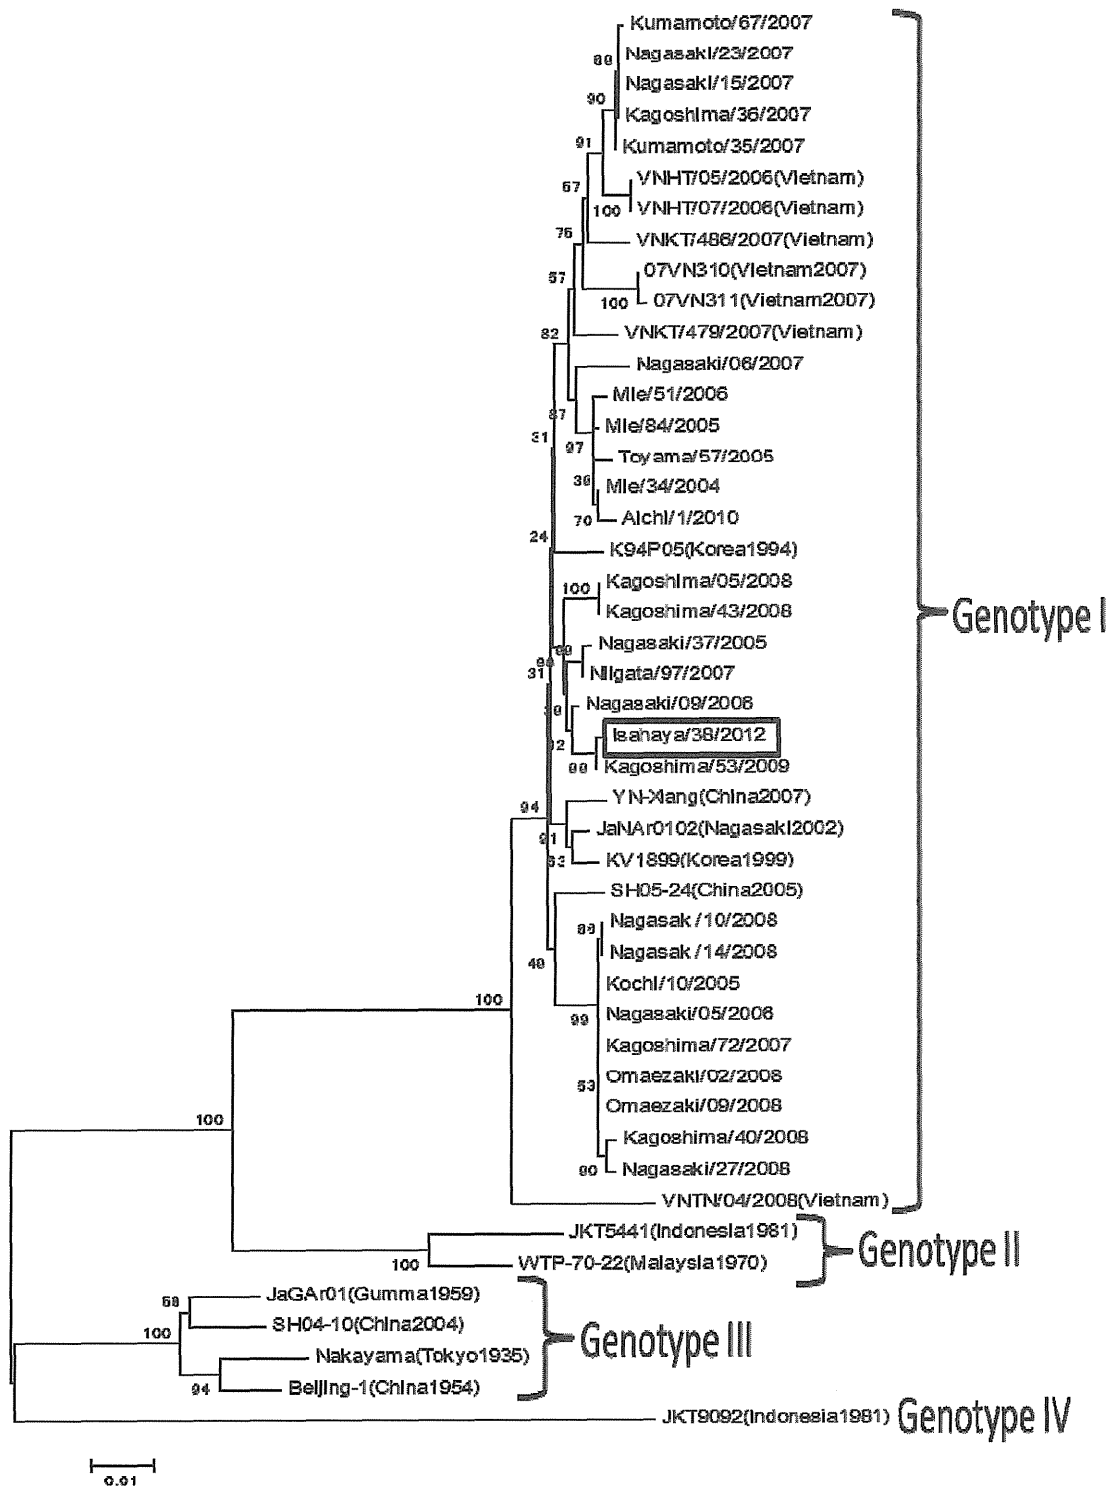 Kumamoto/67/2007
Nagasaki/23/2007
Nagasaki/15/2007
Kagoshima/36/2007
Kumamoto/35/2007
VNHT/05/2006(Vietnam)
VNHT/07/2006(Vietnam)
VNKT/486/2007(Vietnam)
07VN310(Vietnam2007)
07VN311(Vietnam2007)
VNKT/479/2007(Vietnam)
Nagasaki/06/2007
Mie/51/2006
Mie/84/2005
Toyama/57/2005
Mie/34/2004
Aichi/1/2010
K94P05(Korea1994)
Kagoshima/05/2008
Kagoshima/43/2008
Nagasaki/37/2005
Niigata/97/2007
Nagasaki/09/2006
Isahaya/38/2012
Kagoshima/53/2009
YN-Xiang(China2007)
JaNAr0102(Nagasaki2002)
KV1899(Korea1999)
SH05-24(China2005)
Nagasak /10/2008
Nagasak /14/2008
Kochi/10/2005
Nagasaki/05/2006
Kagoshima/72/2007
Omaezaki/02/2008
Omaezaki/09/2008
Kagoshima/40/2008
Nagasaki/27/2008
VNTN/04/2008(Vietnam)
Genotype I
JKT5441(Indonesia1981)
WTP-70-22(Malaysia1970)
Genotype II
JaGAr01(Gumma1959)
SH04-10(China2004)
Nakayama(Tokyo1935)
Beijing-1(China1954)
Genotype III
JKT9092(Indonesia1981)
Genotype IV
90
91
67
100
76
57
100
82
97
31
70
24
100
31
94
91
40
99
53
90
100
100
100
100
94
0.01